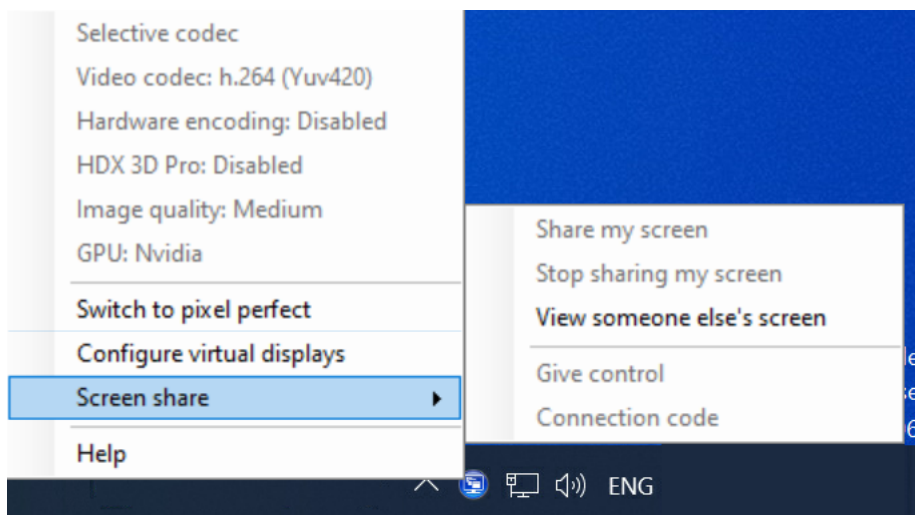 Selective codec
Video codec: h.264 (Yuv420)
Hardware encoding: Disabled
HDX 3D Pro: Disabled
Image quality: Medium
GPU: Nvidia
Switch to pixel perfect
Configure virtual displays
Screen share
Help
Share my screen
Stop sharing my screen
View someone else's screen
Give control
Connection code
ENG